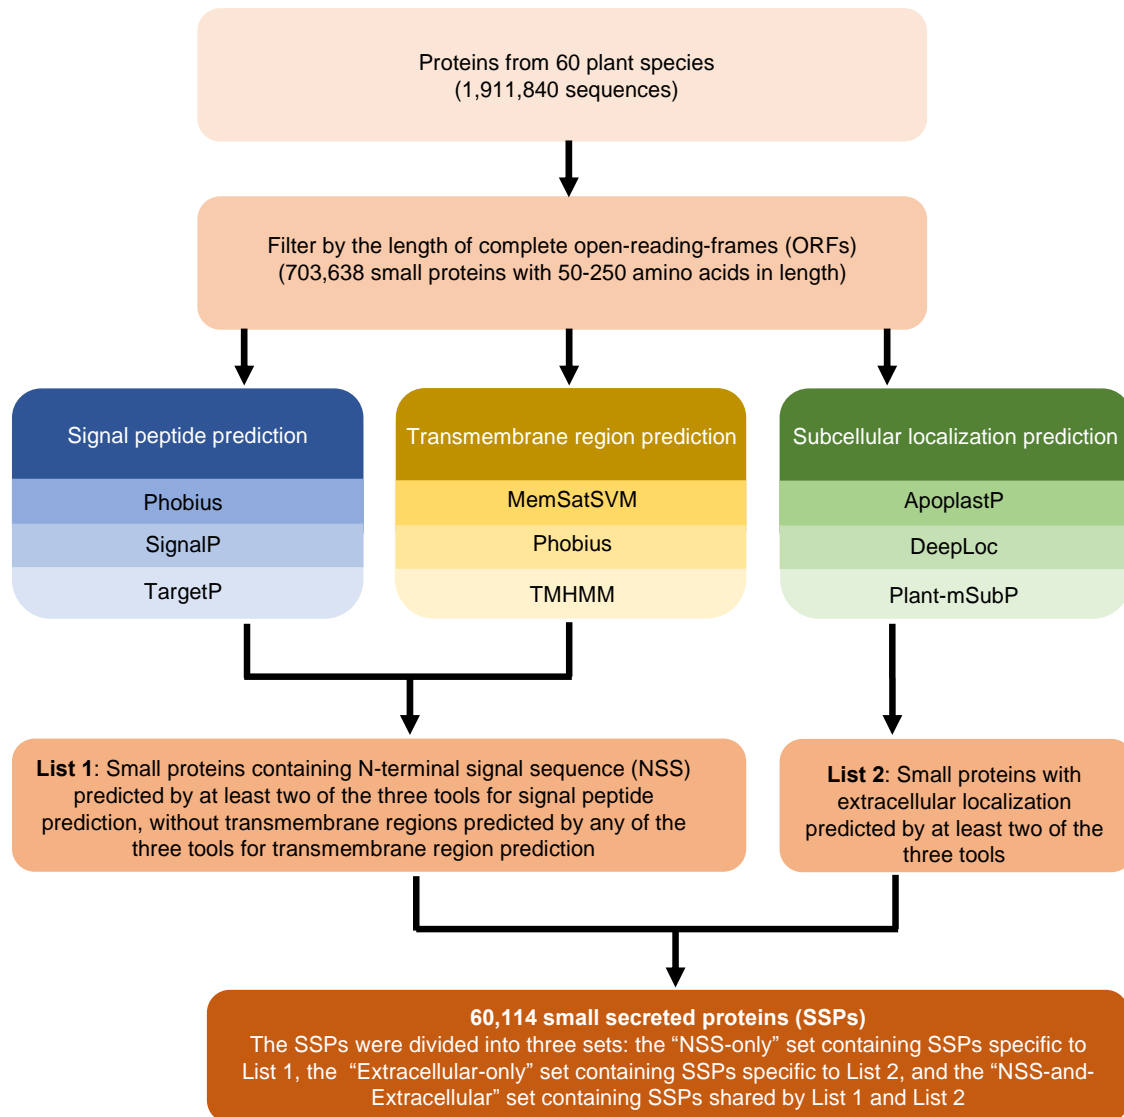 Proteins from 60 plant species
(1,911,840 sequences)
Filter by the length of complete open-reading-frames (ORFs)
(703,638 small proteins with 50-250 amino acids in length)
Signal peptide prediction
Phobius
SignalP
TargetP
Transmembrane region prediction
MemSatSVM
Phobius
TMHMM
Subcellular localization prediction
ApoplastP
DeepLoc
Plant-mSubP
List 1: Small proteins containing N-terminal signal sequence (NSS)
predicted by at least two of the three tools for signal peptide
prediction, without transmembrane regions predicted by any of the
three tools for transmembrane region prediction
List 2: Small proteins with
extracellular localization
predicted by at least two of the
three tools
60,114 small secreted proteins (SSPs)
The SSPs were divided into three sets: the “NSS-only” set containing SSPs specific to
List 1, the “Extracellular-only” set containing SSPs specific to List 2, and the “NSS-and-
Extracellular” set containing SSPs shared by List 1 and List 2